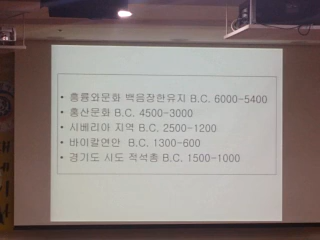 • 흥륭와문화 백음장한유지 B.C. 6000-5400
• 홍산문화 B.C. 4500-3000
• 시베리아 지역 B.C. 2500-1200
• 바이칼연안 B.C. 1300-600
• 경기도 시도 적석총 B.C. 1500-1000